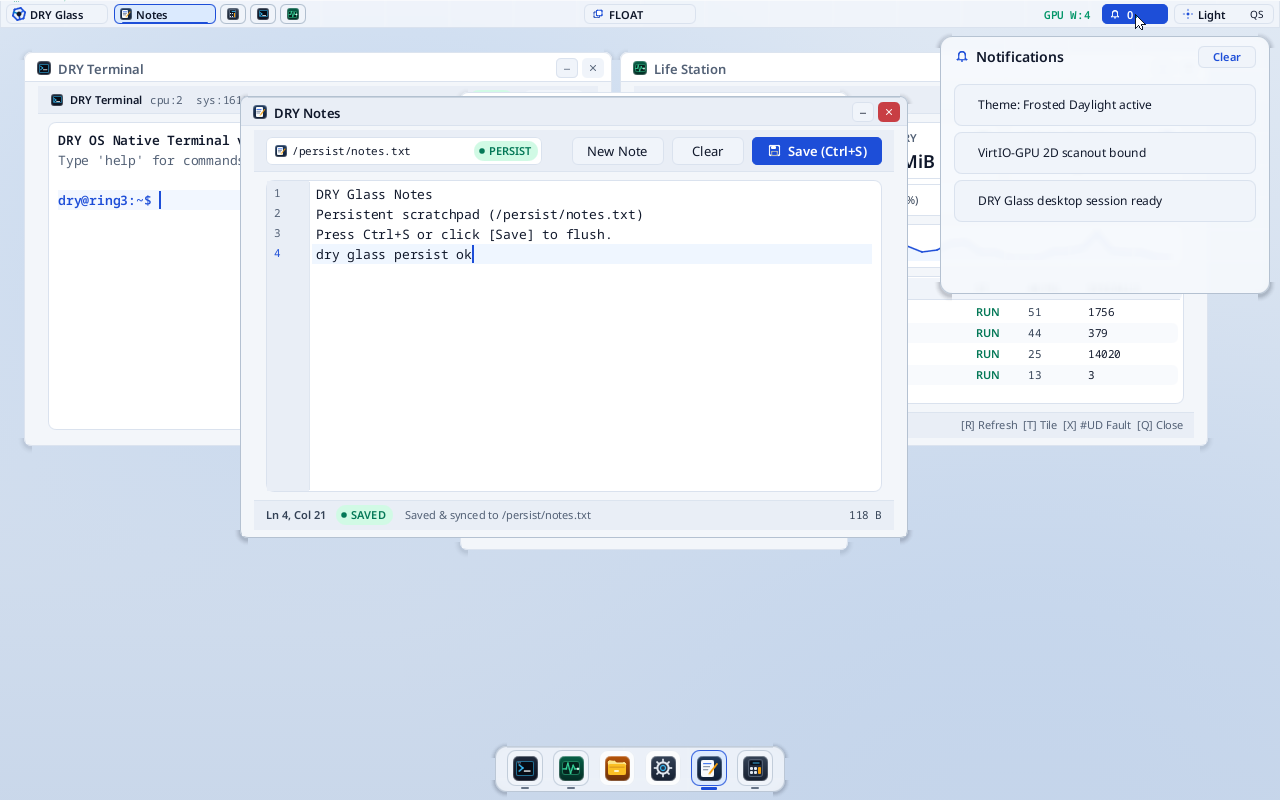 DRY Glass
Notes
FLOAT
GPU W:4
0
Light
QS
DRY Terminal
Life Station
Notifications
Clear
Theme: Frosted Daylight active
VirtIO-GPU 2D scanout bound
DRY Glass desktop session ready
DRY Terminal cpu:2 sys:161
DRY OS Native Terminal
Type 'help' for commands
dry@ring3:~$
DRY Notes
/persist/notes.txt
PERSIST
New Note
Clear
Save (Ctrl+S)
1 DRY Glass Notes
2 Persistent scratchpad (/persist/notes.txt)
3 Press Ctrl+S or click [Save] to flush.
4 dry glass persist ok
Ln 4, Col 21
SAVED
Saved & synced to /persist/notes.txt
118 B
RY
MiB
%)
RUN 51 1756
RUN 44 379
RUN 25 14020
RUN 13 3
[R] Refresh [T] Tile [X] #UD Fault [Q] Close